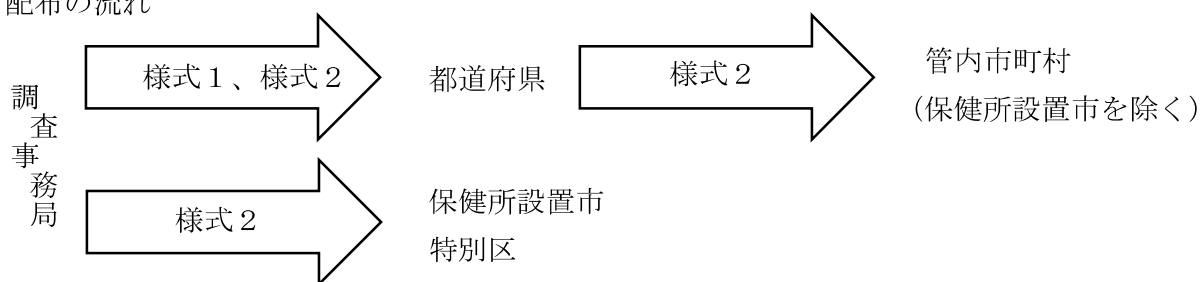 配布の流れ
調査事務局
様式１、様式２
都道府県
様式２
管内市町村
（保健所設置市を除く）
様式２
保健所設置市
特別区